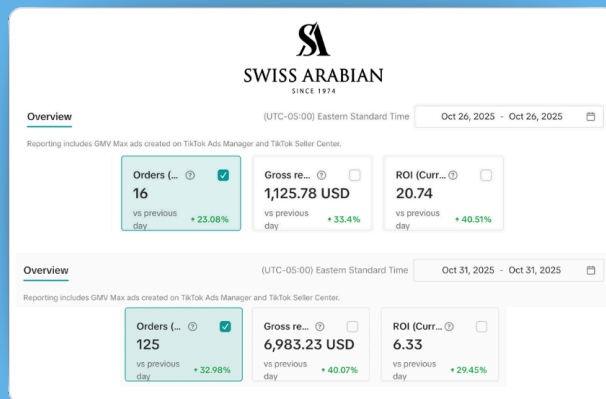 SA
SWISS ARABIAN
SINCE 1974
Overview (UTC-05:00) Eastern Standard Time Oct 26, 2025 - Oct 26, 2025
Reporting includes GMV Max ads created on TikTok Ads Manager and TikTok Seller Center.
Orders (... Gross re... ROI (Curr...
16 1,125.78 USD 20.74
vs previous day + 23.08% vs previous day + 33.4% vs previous day + 40.51%
Overview (UTC-05:00) Eastern Standard Time Oct 31, 2025 - Oct 31, 2025
Reporting includes GMV Max ads created on TikTok Ads Manager and TikTok Seller Center.
Orders (... Gross re... ROI (Curr...
125 6,983.23 USD 6.33
vs previous day + 32.98% vs previous day + 40.07% vs previous day + 29.45%